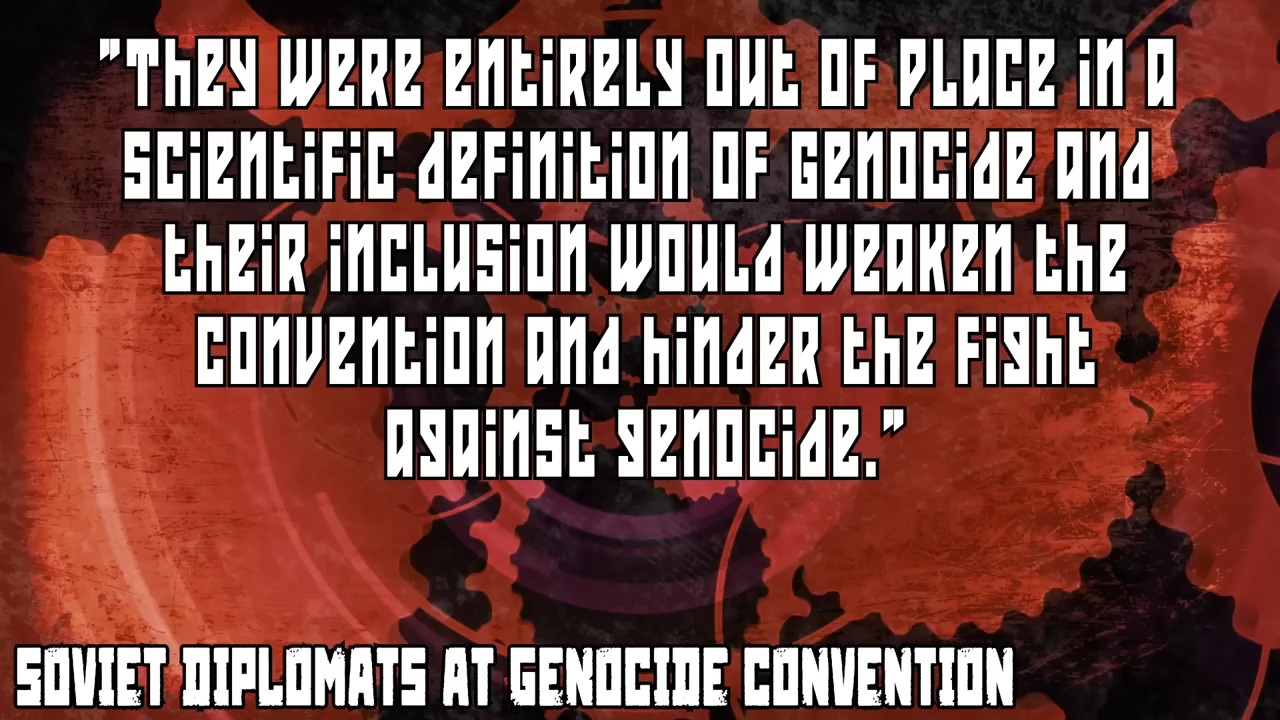 "They were entirely out of place in a
scientific definition of genocide and
their inclusion would weaken the
convention and hinder the fight
against genocide."
SOVIET DIPLOMATS AT GENOCIDE CONVENTION